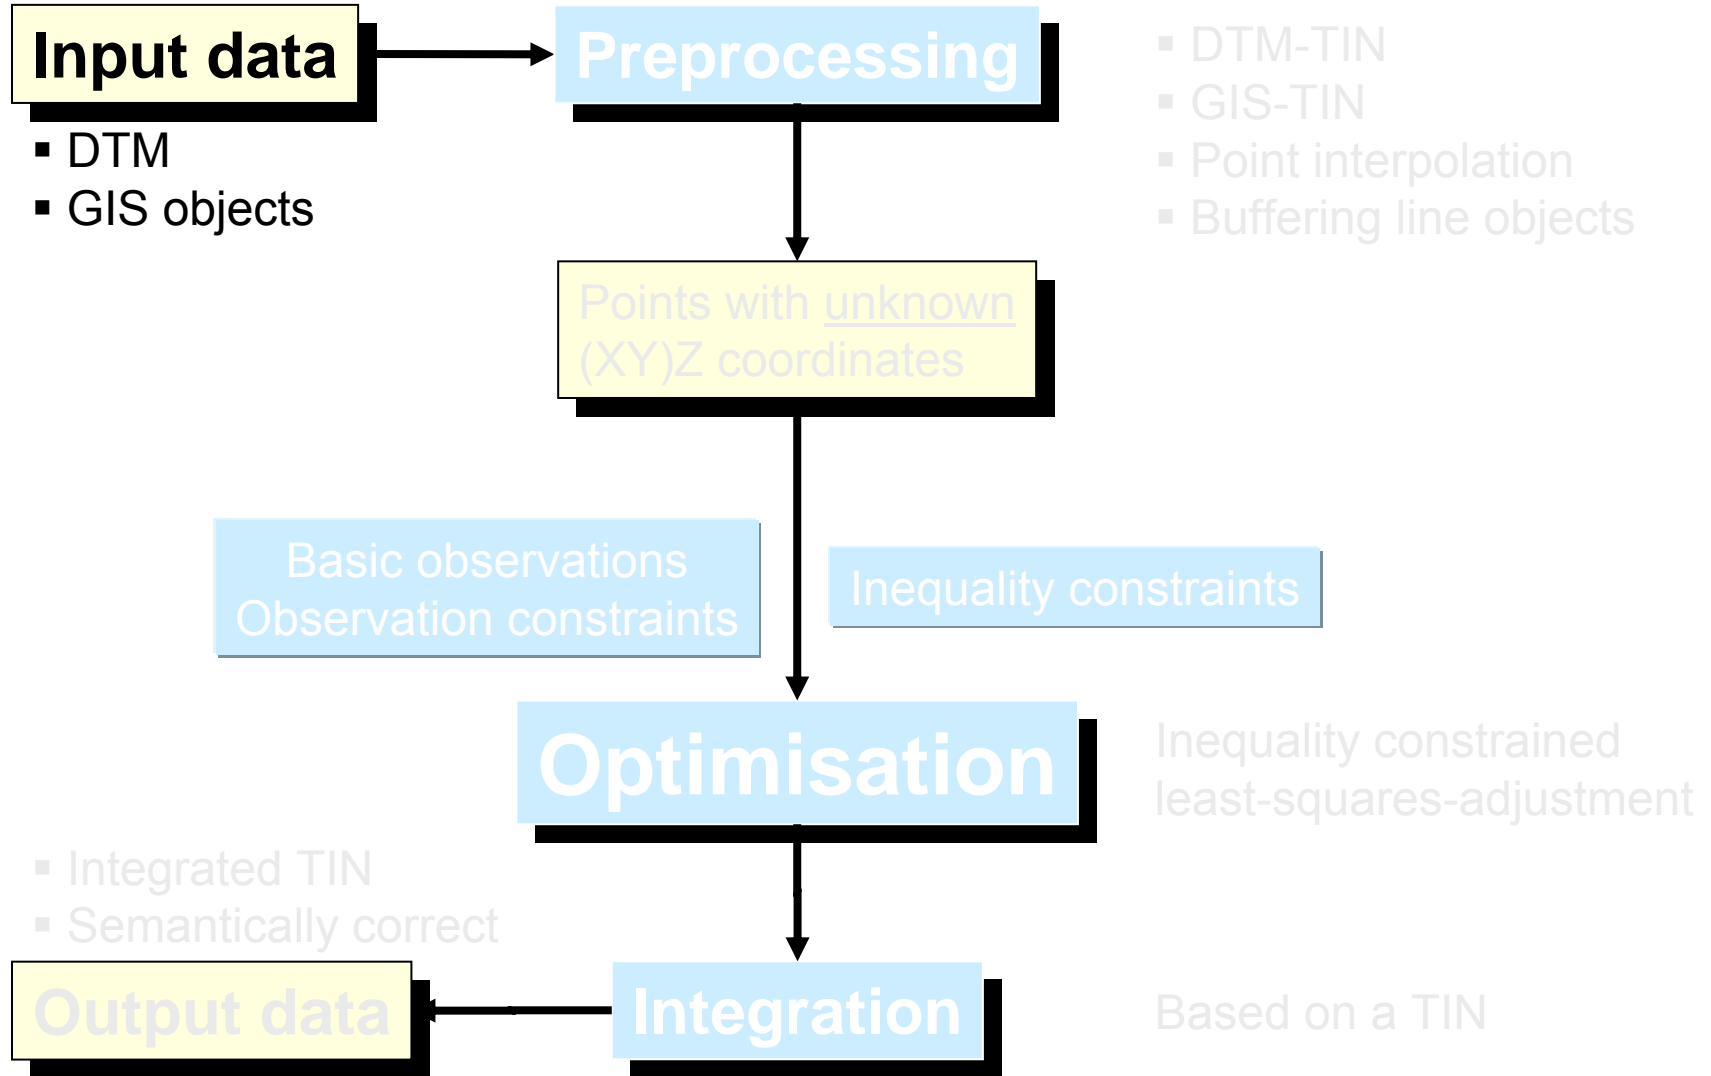 Input data
▪ DTM
▪ GIS objects
Preprocessing
▪ DTM-TIN
▪ GIS-TIN
▪ Point interpolation
▪ Buffering line objects
Points with unknown
(XY)Z coordinates
Basic observations
Observation constraints
Inequality constraints
Optimisation
Inequality constrained
least-squares-adjustment
▪ Integrated TIN
▪ Semantically correct
Output data
Integration
Based on a TIN